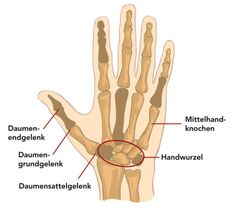 Mittelhand-
knochen
Daumen-
endgelenk
Daumen-
grundgelenk
Handwurzel
Daumensattelgelenk